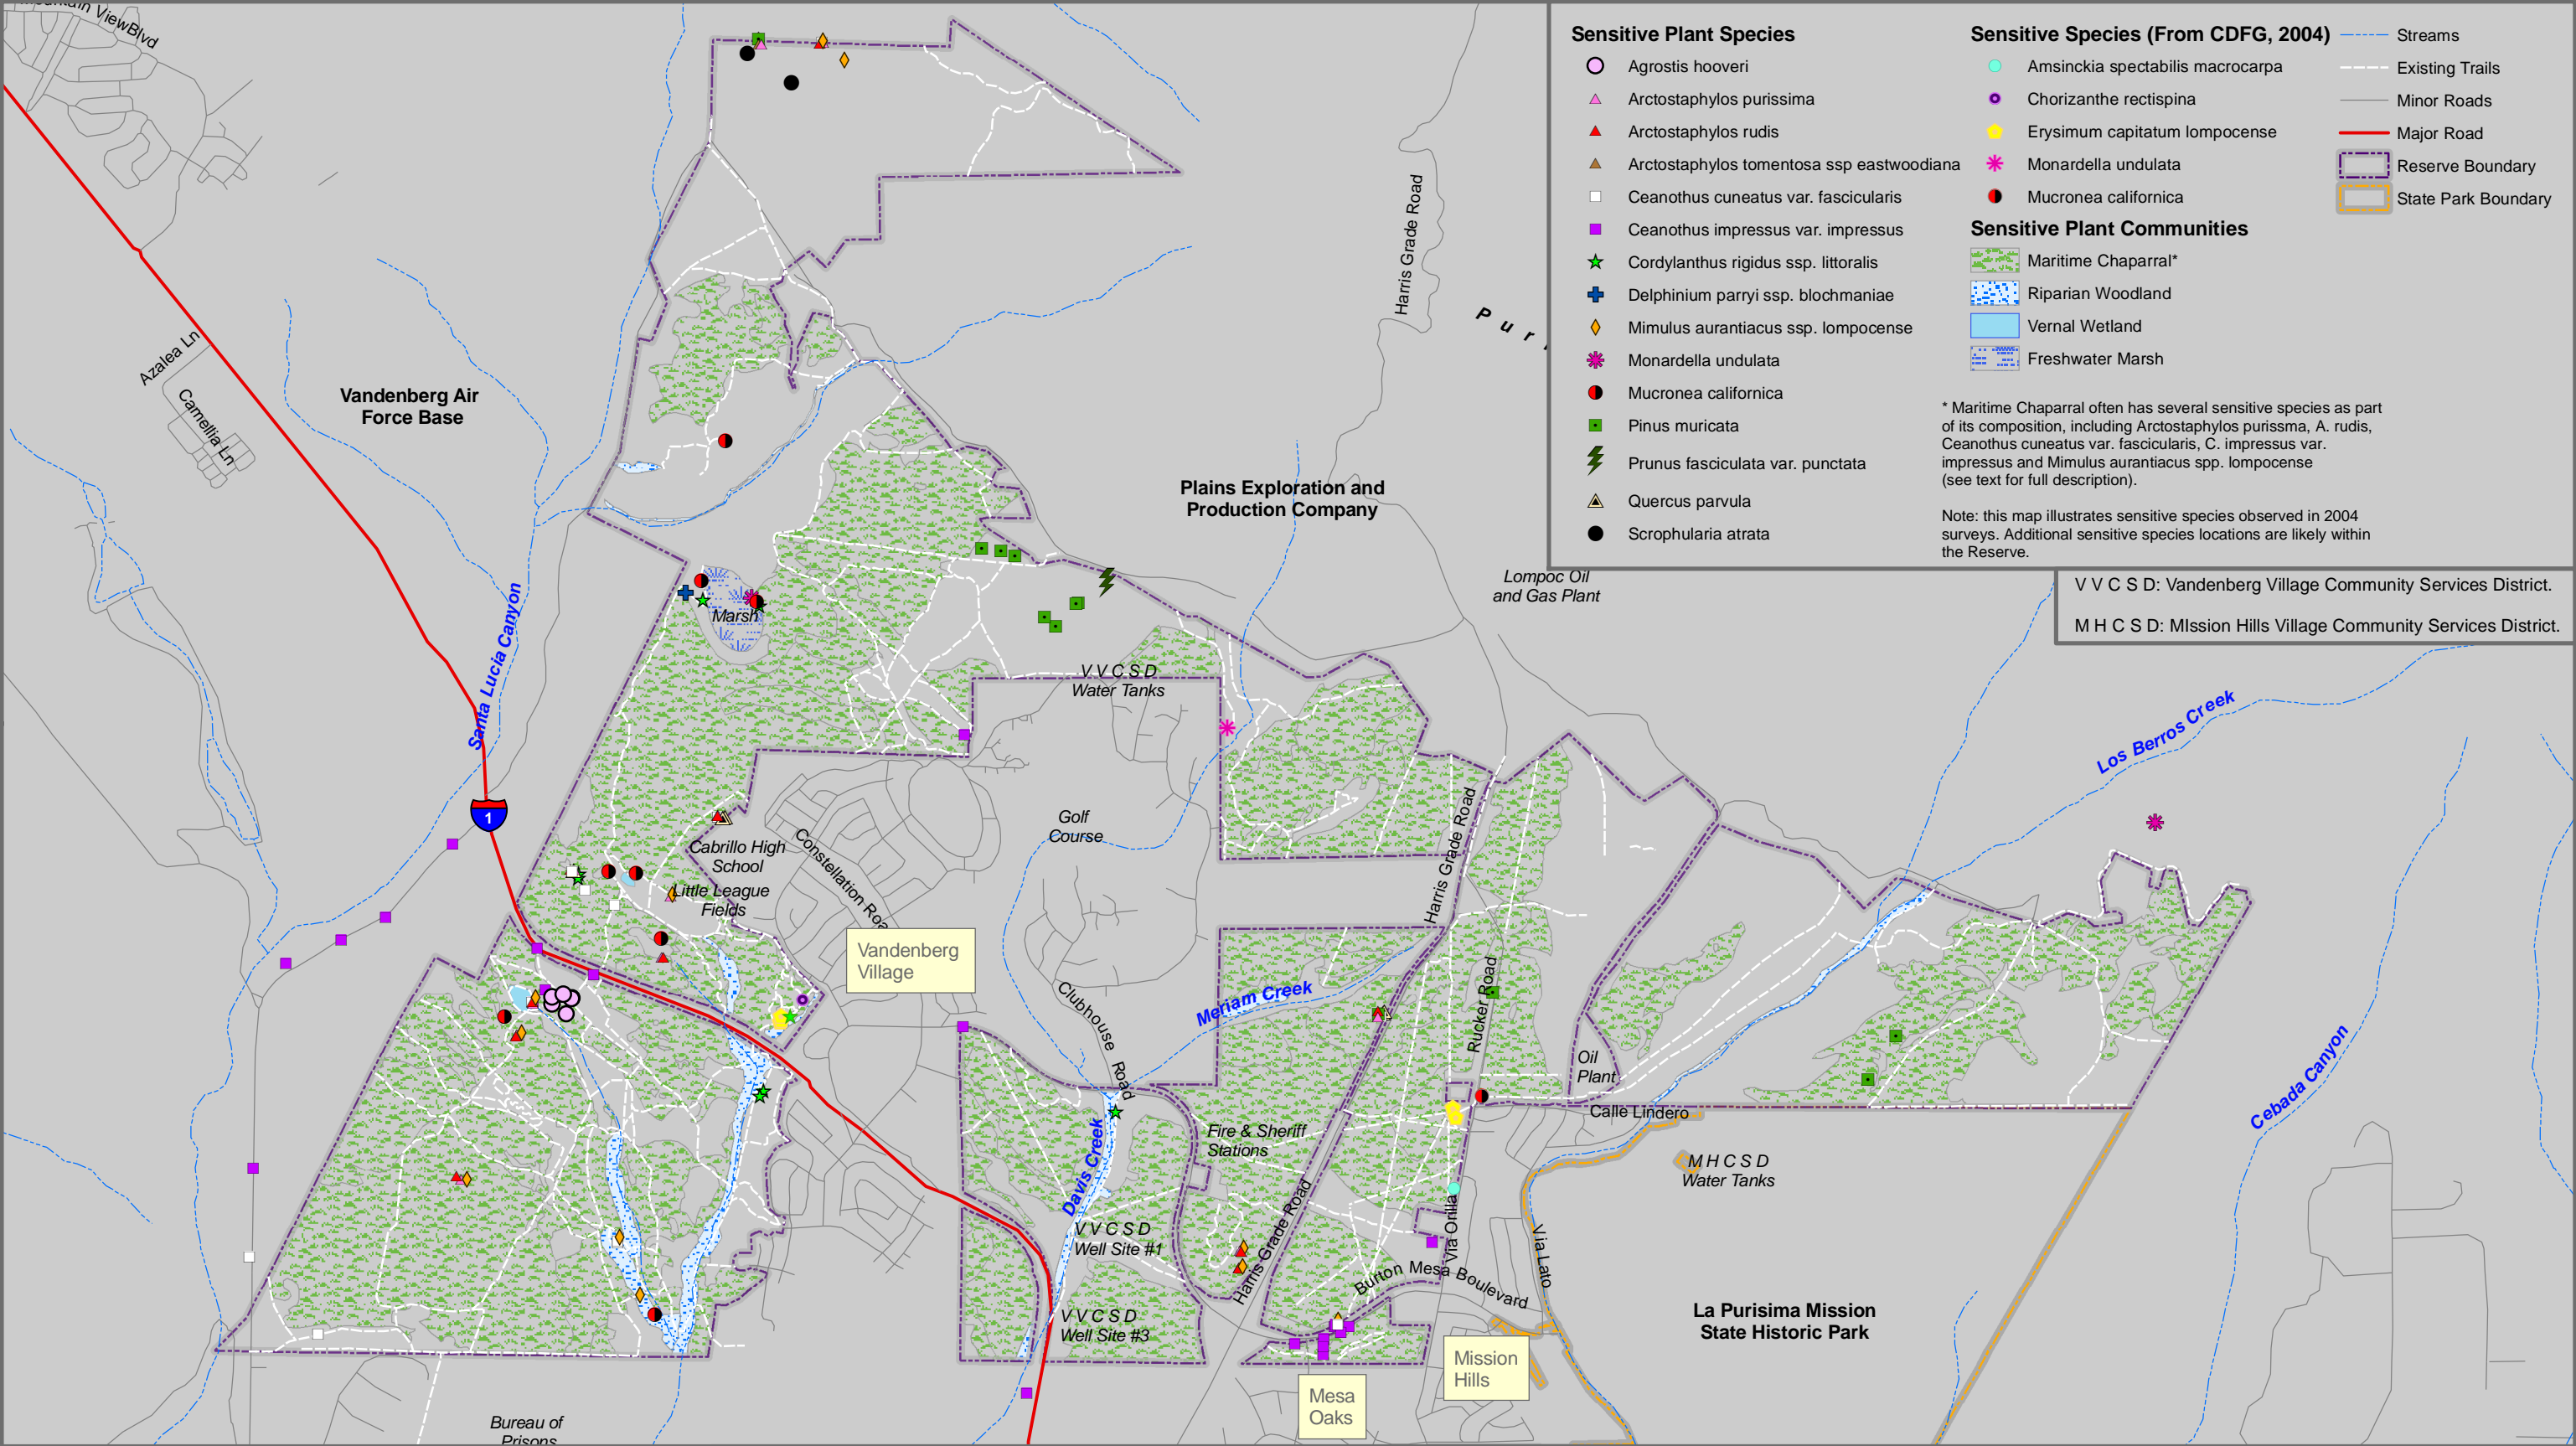 Sensitive Plant Species
Agrostis hooveri
Arctostaphylos purissima
Arctostaphylos rudis
Arctostaphylos tomentosa ssp eastwoodiana
Ceanothus cuneatus var. fascicularis
Ceanothus impressus var. impressus
Cordylanthus rigidus ssp. littoralis
Delphinium parryi ssp. blochmaniae
Mimulus aurantiacus ssp. lompocense
Monardella undulata
Mucronea californica
Pinus muricata
Prunus fasciculata var. punctata
Quercus parvula
Scrophularia atrata
Sensitive Species (From CDFG, 2004)
Amsinckia spectabilis macrocarpa
Chorizanthe rectispina
Erysimum capitatum lompocense
Monardella undulata
Mucronea californica
Sensitive Plant Communities
Maritime Chaparral*
Riparian Woodland
Vernal Wetland
Freshwater Marsh
Streams
Existing Trails
Minor Roads
Major Road
Reserve Boundary
State Park Boundary
* Maritime Chaparral often has several sensitive species as part
of its composition, including Arctostaphylos purissma, A. rudis,
Ceanothus cuneatus var. fascicularis, C. impressus var.
impressus and Mimulus aurantiacus spp. lompocense
(see text for full description).
Note: this map illustrates sensitive species observed in 2004
surveys. Additional sensitive species locations are likely within
the Reserve.
V V C S D: Vandenberg Village Community Services District.
M H C S D: MIssion Hills Village Community Services District.
ViewBlvd
Azalea Ln
Camellia Ln
Vandenberg Air
Force Base
Santa Lucia Canyon
1
Harris Grade Road
P u r
Plains Exploration and
Production Company
Lompoc Oil
and Gas Plant
Marsh
V V C S D
Water Tanks
Golf
Course
Cabrillo High
School
Little League
Fields
Constellation Road
Vandenberg
Village
Clubhouse Road
Meriam Creek
Harris Grade Road
Rucker Road
Los Berros Creek
Cebada Canyon
Oil
Plant
Calle Lindero
M H C S D
Water Tanks
Fire & Sheriff
Stations
Davis Creek
V V C S D
Well Site #1
V V C S D
Well Site #3
Harris Grade Road
Via Orilla
Via Lato
Burton Mesa Boulevard
La Purisima Mission
State Historic Park
Mission
Hills
Mesa
Oaks
Bureau of
Prisons